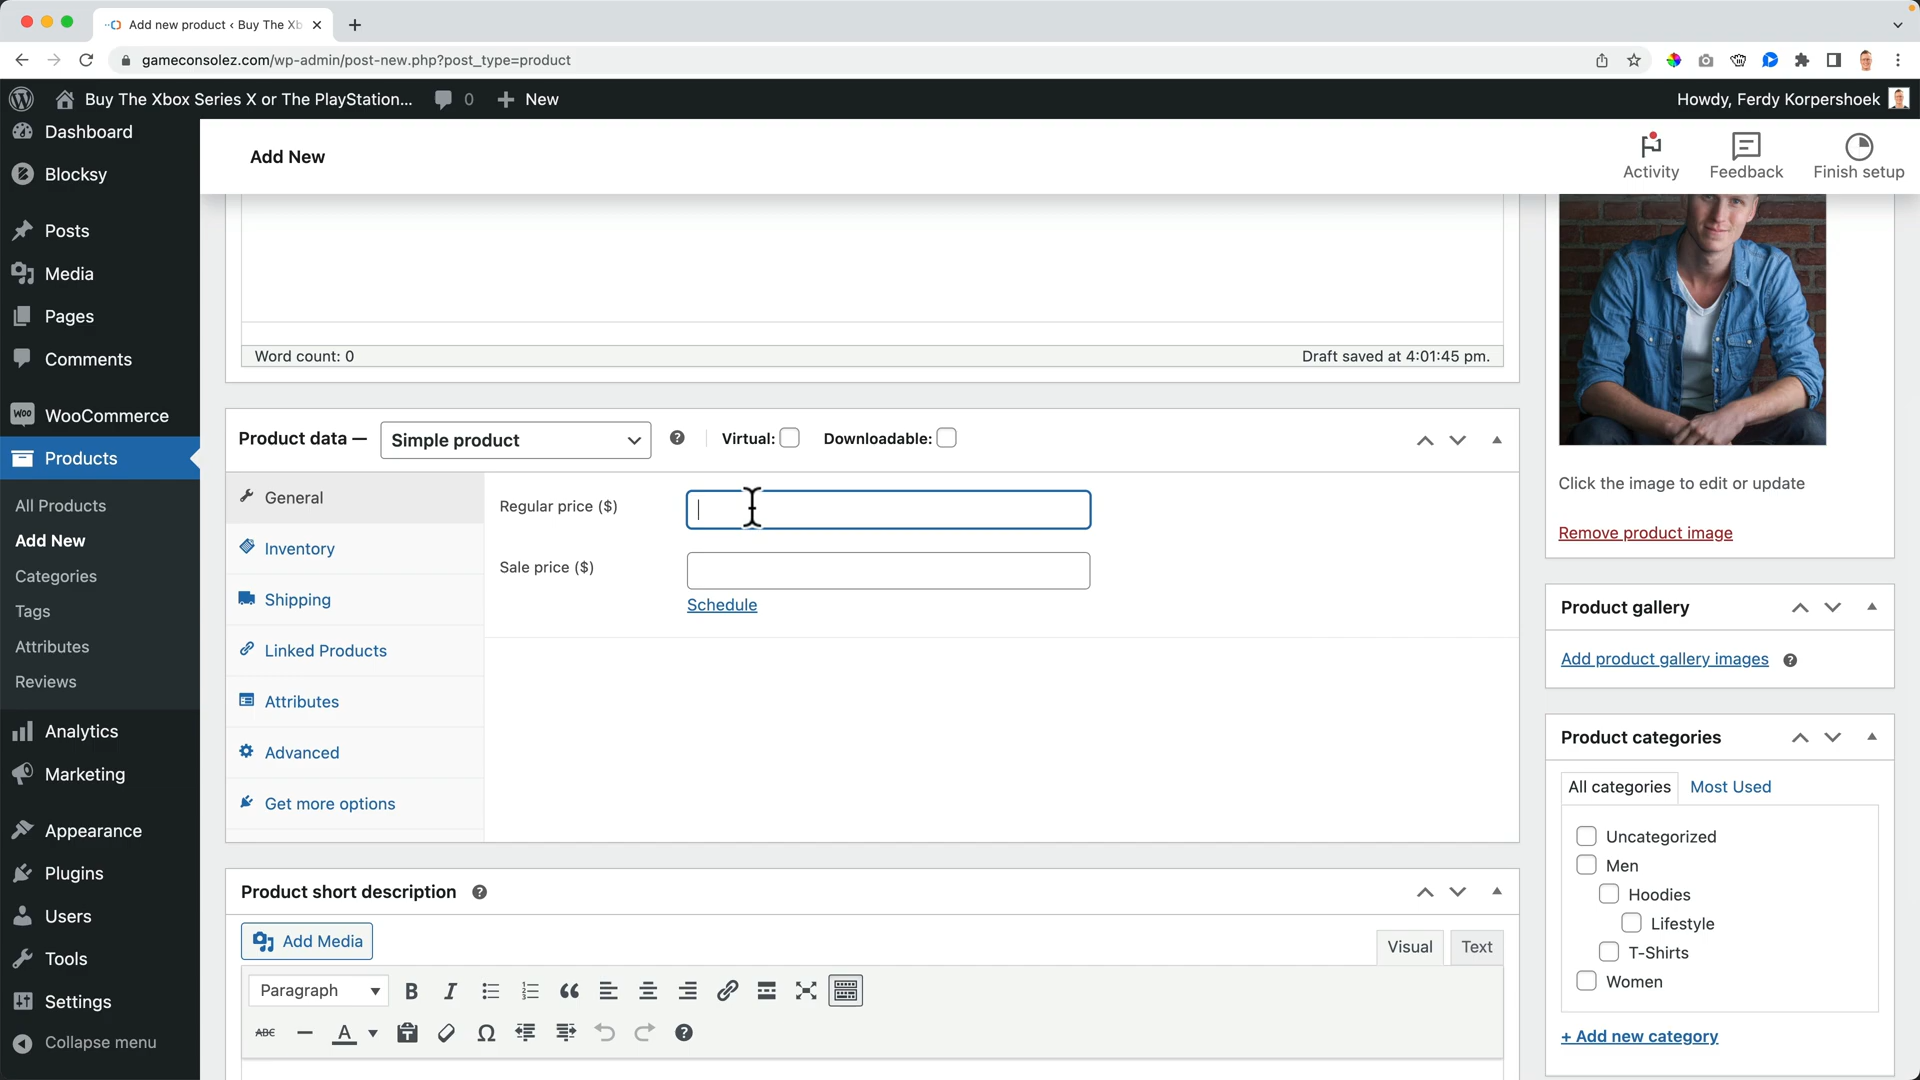 Add new product ‹ Buy The Xb
gameconsolez.com/wp-admin/post-new.php?post_type=product
Buy The Xbox Series X or The PlayStation...
0
New
Howdy, Ferdy Korpershoek
Dashboard
Blocksy
Posts
Media
Pages
Comments
WOO
WooCommerce
Products
All Products
Add New
Categories
Tags
Attributes
Reviews
Analytics
Marketing
Appearance
Plugins
Users
Tools
Settings
Collapse menu
Add New
Activity
Feedback
Finish setup
Word count: 0
Draft saved at 4:01:45 pm.
Product data —
Simple product
Virtual:
Downloadable:
General
Inventory
Shipping
Linked Products
Attributes
Advanced
Get more options
Regular price ($)
Sale price ($)
Schedule
Product short description
Add Media
Visual
Text
Paragraph
B
I
ABC
A
Ω
Click the image to edit or update
Remove product image
Product gallery
Add product gallery images
Product categories
All categories
Most Used
Uncategorized
Men
Hoodies
Lifestyle
T-Shirts
Women
+ Add new category